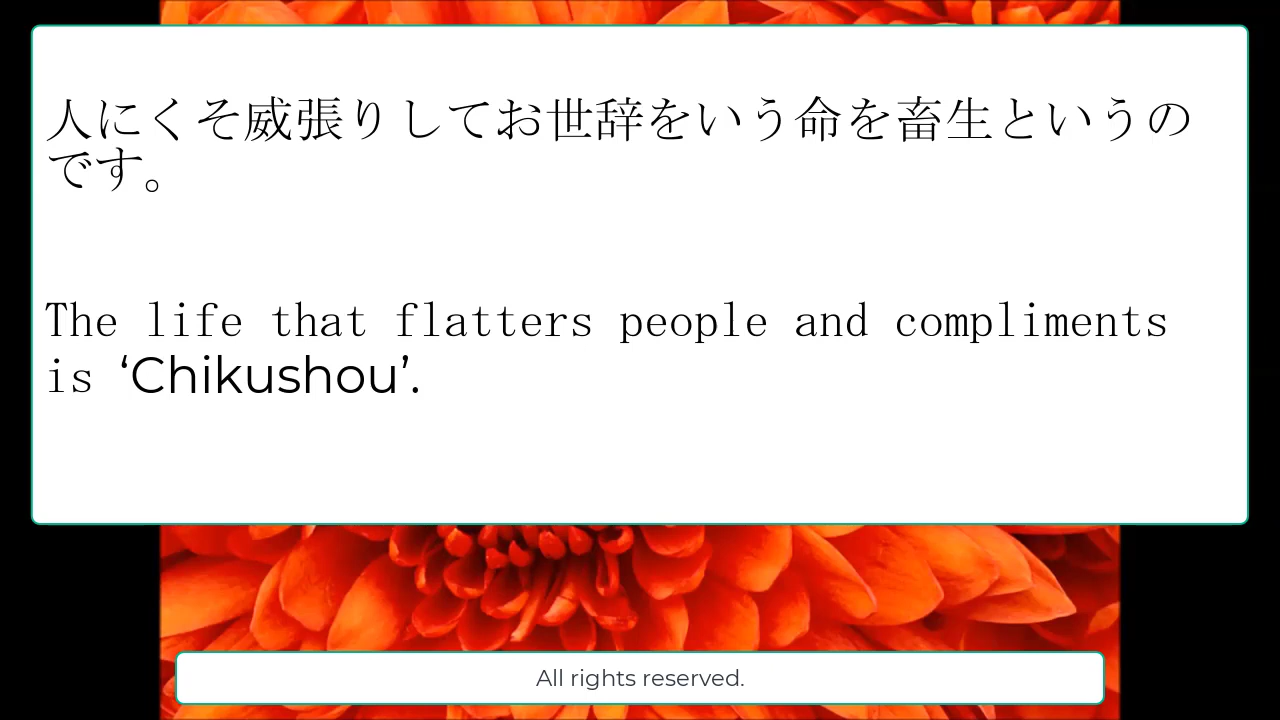 人にくそ威張りしてお世辞をいう命を畜生というの
です。
The life that flatters people and compliments
is ‘Chikushou’.
All rights reserved.